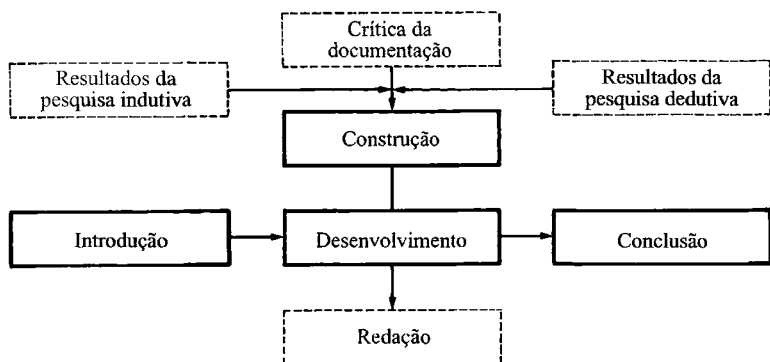 Crítica da
documentação
Resultados da
pesquisa indutiva
Resultados da
pesquisa dedutiva
Construção
Introdução
Desenvolvimento
Conclusão
Redação